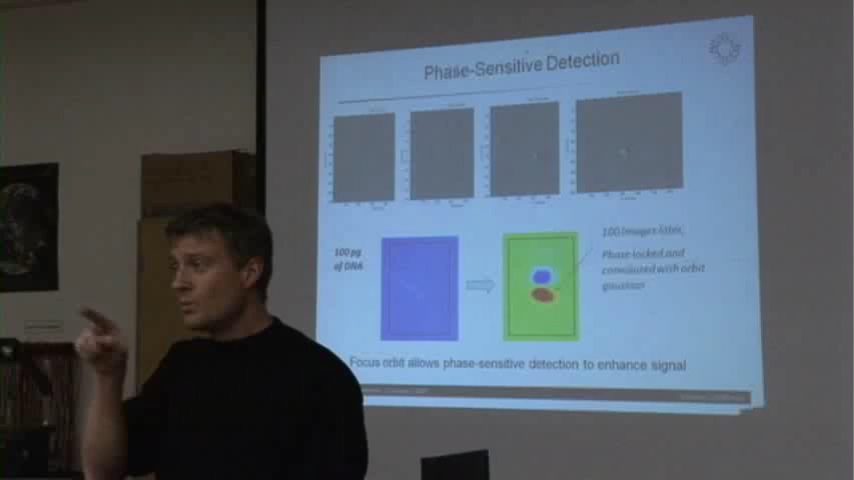 Phase-Sensitive Detection
100 pg
of DNA
100 Images later,
Phase locked and
convoluted with orbit
gaussian
Focus orbit allows phase-sensitive detection to enhance signal